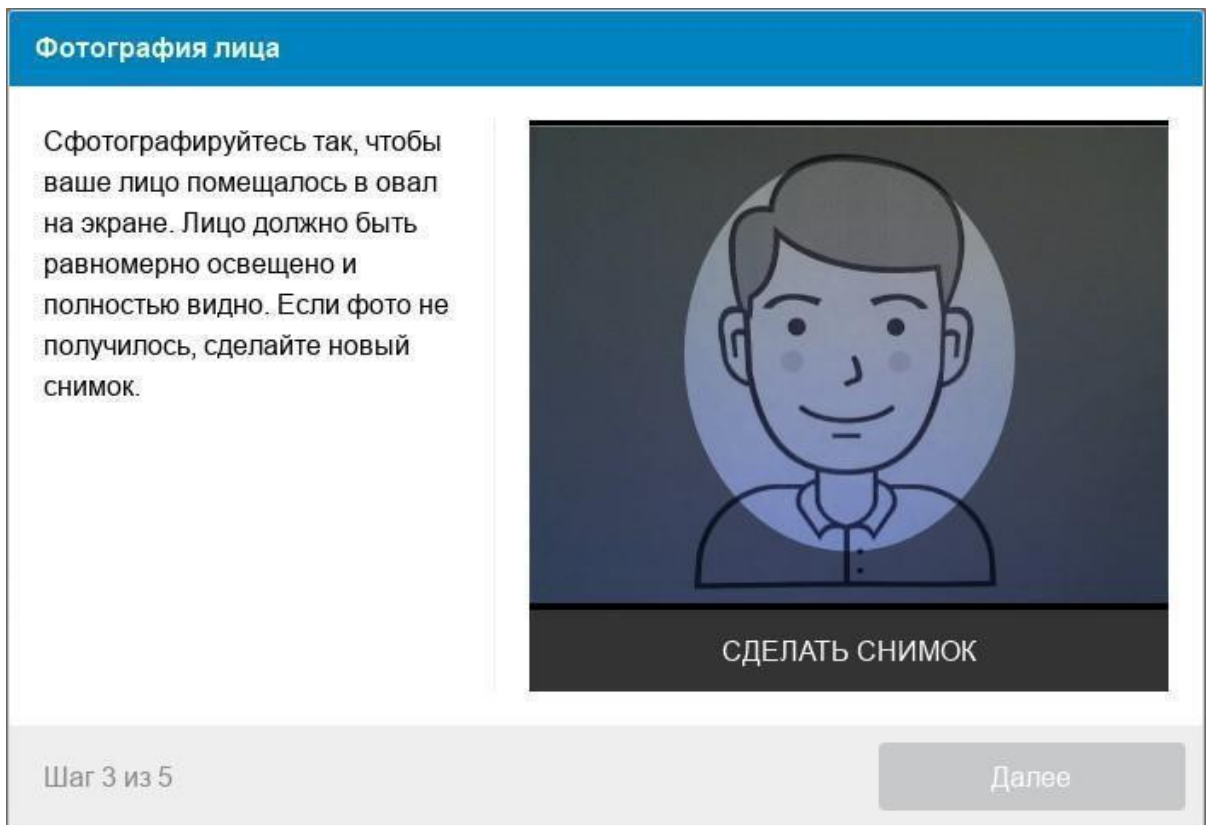 Фотография лица
Сфотографируйтесь так, чтобы
ваше лицо помещалось в овал
на экране. Лицо должно быть
равномерно освещено и
полностью видно. Если фото не
получилось, сделайте новый
снимок.
СДЕЛАТЬ СНИМОК
Шаг 3 из 5
Далее